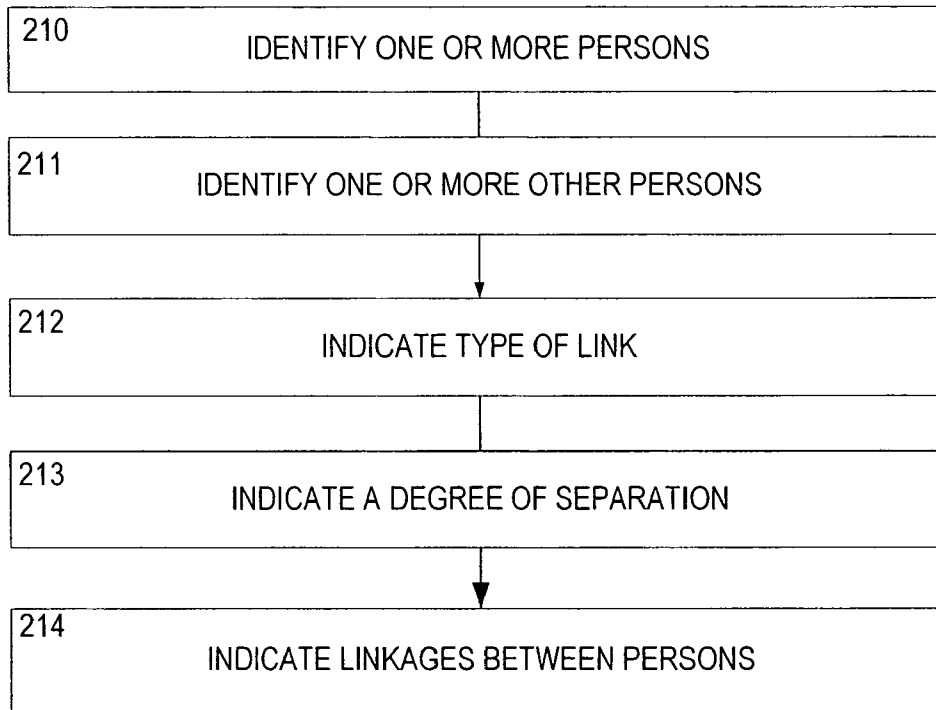 210
IDENTIFY ONE OR MORE PERSONS
211
IDENTIFY ONE OR MORE OTHER PERSONS
212
INDICATE TYPE OF LINK
213
INDICATE A DEGREE OF SEPARATION
214
INDICATE LINKAGES BETWEEN PERSONS